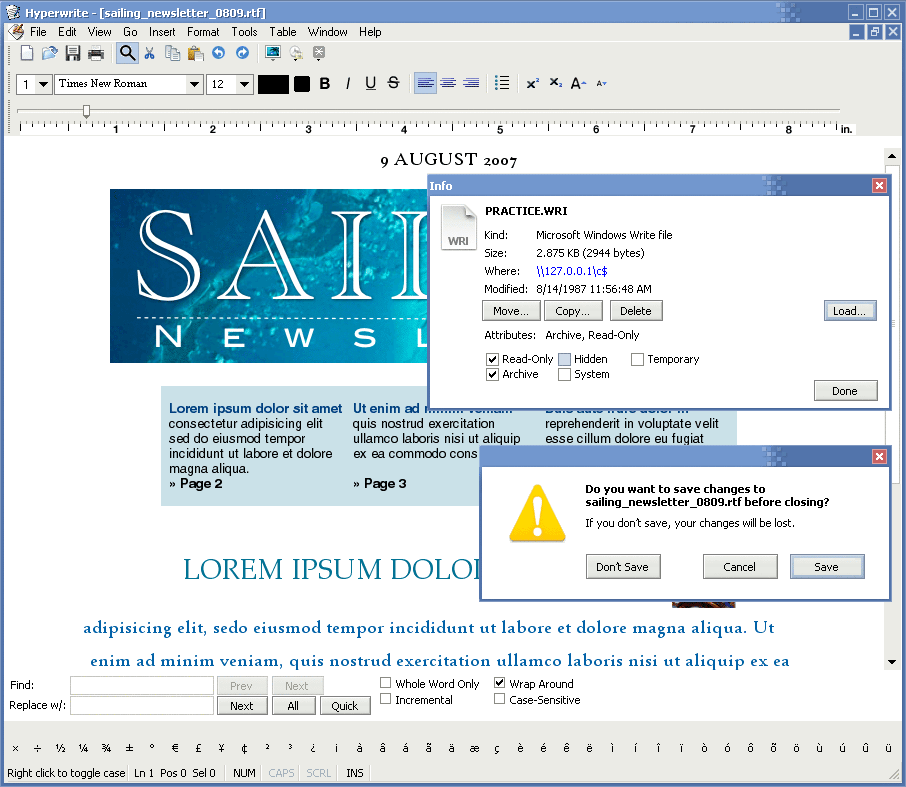 Hyperwrite - [sailing_newsletter_0809.rtf]
File Edit View Go Insert Format Tools Table Window Help
1 Times New Roman 12 B I U S x² x₂ A A
1 2 3 4 5 6 7 8 in.
9 AUGUST 2007
SAIL
NEWSL
Info
PRACTICE.WRI
WRI
Kind: Microsoft Windows Write file
Size: 2.875 KB (2944 bytes)
Where: \\127.0.0.1\c$
Modified: 8/14/1987 11:56:48 AM
Move... Copy... Delete Load...
Attributes: Archive, Read-Only
Read-Only Hidden Temporary
Archive System
Done
Lorem ipsum dolor sit amet
consectetur adipisicing elit
sed do eiusmod tempor
incididunt ut labore et dolore
magna aliqua.
» Page 2
Ut enim ad minim veniam
quis nostrud exercitation
ullamco laboris nisi ut aliquip
ex ea commodo cons
» Page 3
Duis aute irure dolor in
reprehenderit in voluptate velit
esse cillum dolore eu fugiat
Do you want to save changes to
sailing_newsletter_0809.rtf before closing?
If you don't save, your changes will be lost.
Don't Save Cancel Save
LOREM IPSUM DOLO
adipisicing elit, sedo eiusmod tempor incididunt ut labore et dolore magna aliqua. Ut
enim ad minim veniam, quis nostrud exercitation ullamco laboris nisi ut aliquip ex ea
Find: Prev Next Whole Word Only Wrap Around
Replace w/: Next All Quick Incremental Case-Sensitive
× ÷ ½ ¼ ¾ ± ° € £ ¥ ¢ ² ³ ¿ ¡ à á ã ä æ ç è é ê ë ì í ï ò ó ô õ ö ù ú û ü
Right click to toggle case Ln 1 Pos 0 Sel 0 NUM CAPS SCRL INS